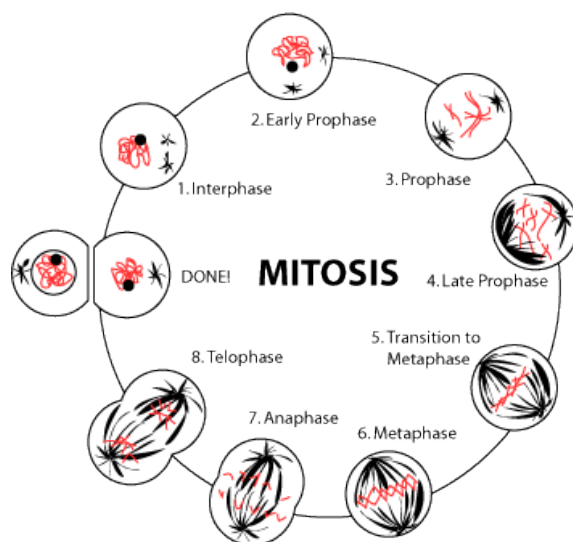 2. Early Prophase
1. Interphase
3. Prophase
DONE!
MITOSIS
4. Late Prophase
5. Transition to
Metaphase
8. Telophase
7. Anaphase
6. Metaphase